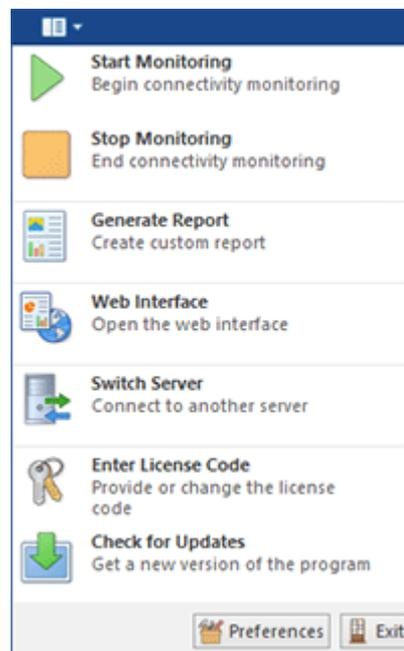 Start Monitoring
Begin connectivity monitoring
Stop Monitoring
End connectivity monitoring
Generate Report
Create custom report
Web Interface
Open the web interface
Switch Server
Connect to another server
Enter License Code
Provide or change the license
code
Check for Updates
Get a new version of the program
Preferences Exit